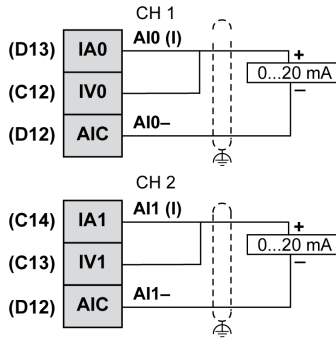 CH 1
(D13) IA0 AI0 (I)
+
0...20 mA
–
(C12) IV0
(D12) AIC AI0–
CH 2
(C14) IA1 AI1 (I)
+
0...20 mA
–
(C13) IV1
(D12) AIC AI1–